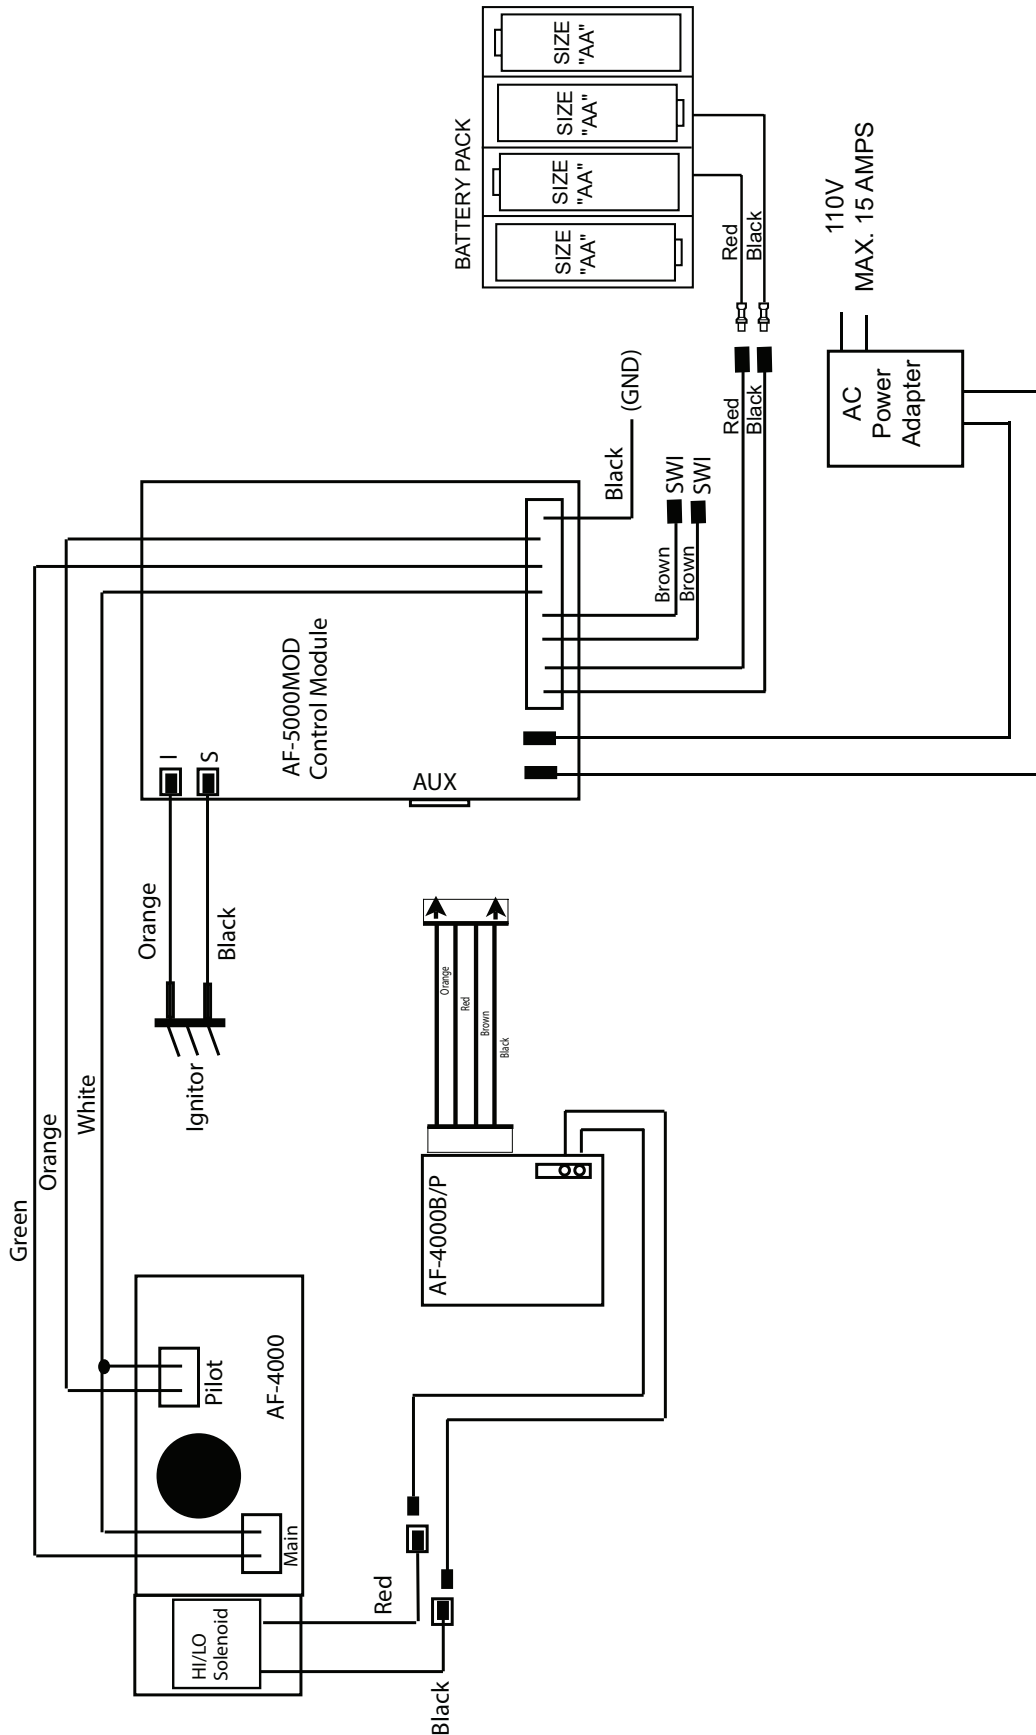 Green
Orange
White
HI/LO
Solenoid
Main
Pilot
AF-4000
Ignitor
Orange
Black
I
S
AF-5000MOD
Control Module
AUX
Red
Black
AF-4000B/P
Orange
Red
Brown
Black
Black
(GND)
Brown
SWI
Brown
SWI
Red
Black
Red
Black
BATTERY PACK
SIZE
"AA"
SIZE
"AA"
SIZE
"AA"
SIZE
"AA"
AC
Power
Adapter
110V
MAX. 15 AMPS